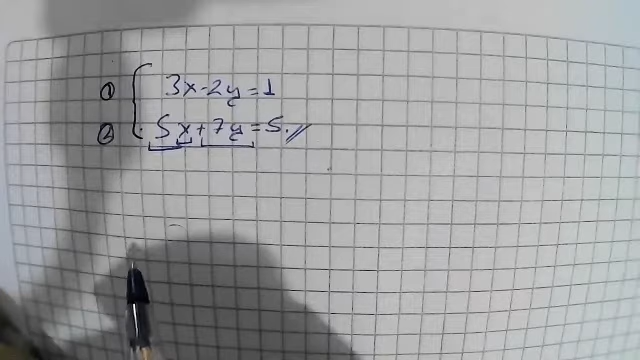 ① 3x-2y=1
② 5x+7y=5.//